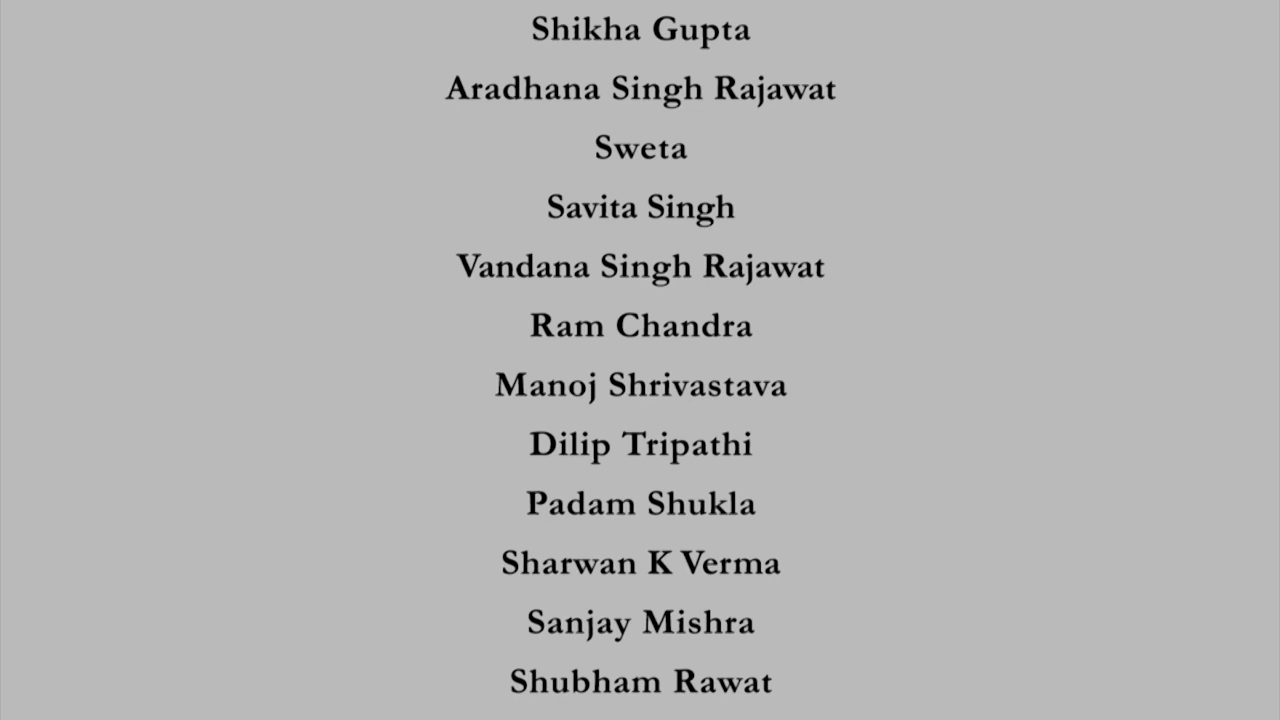 Shikha Gupta
Aradhana Singh Rajawat
Sweta
Savita Singh
Vandana Singh Rajawat
Ram Chandra
Manoj Shrivastava
Dilip Tripathi
Padam Shukla
Sharwan K Verma
Sanjay Mishra
Shubham Rawat